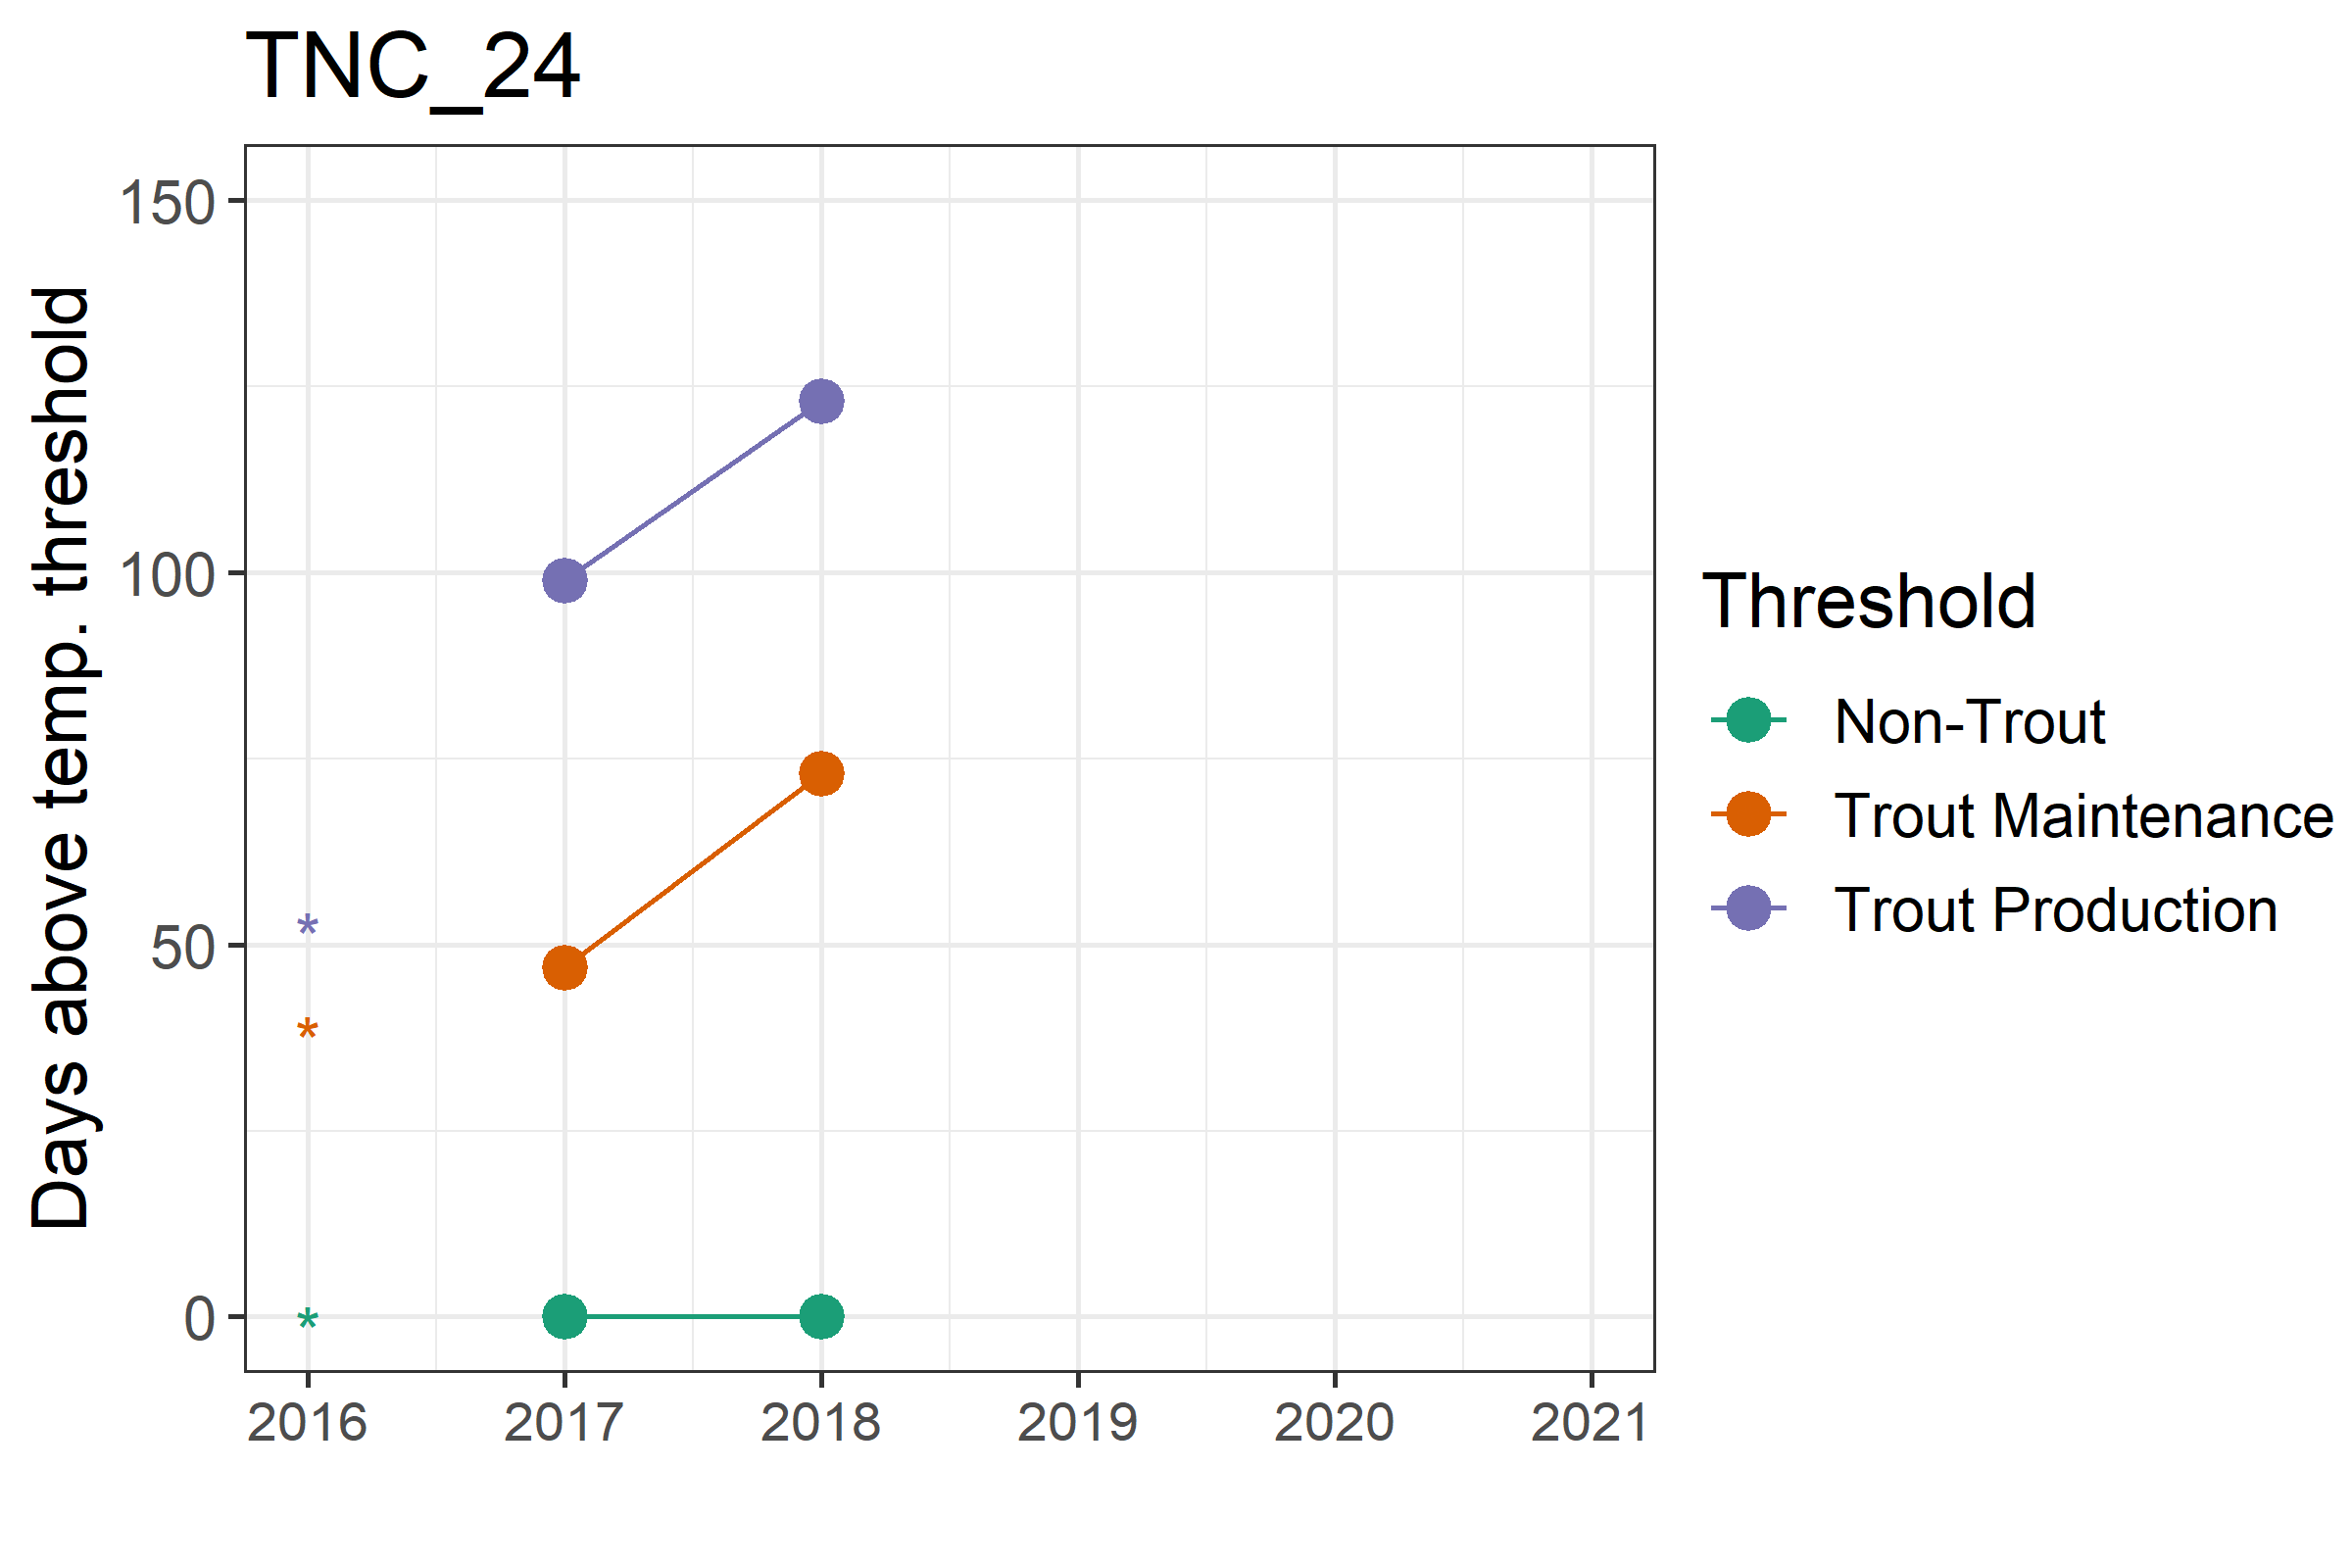 TNC_24
Days above temp. threshold
150
100
50
0
*
*
*
2016 2017 2018 2019 2020 2021
Threshold
Non-Trout
Trout Maintenance
Trout Production